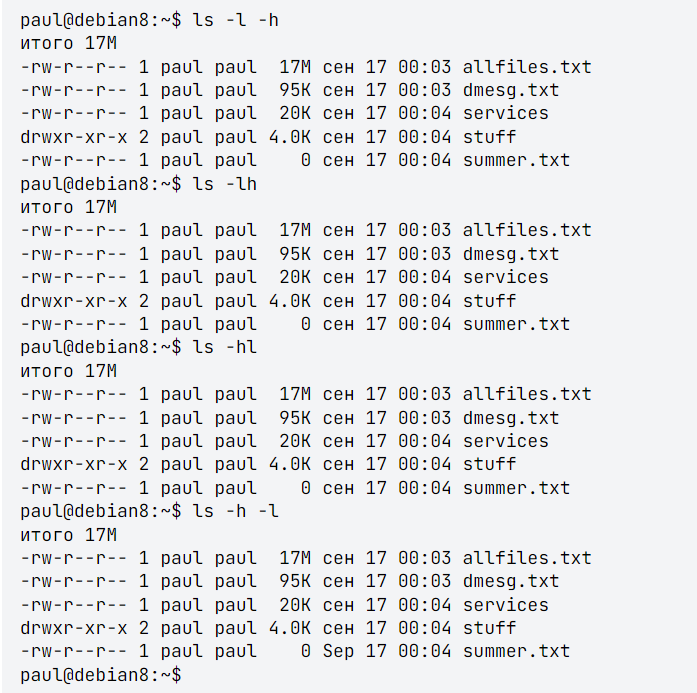 paul@debian8:~$ ls -l -h
итого 17M
-rw-r--r-- 1 paul paul  17M сен 17 00:03 allfiles.txt
-rw-r--r-- 1 paul paul  95K сен 17 00:03 dmesg.txt
-rw-r--r-- 1 paul paul  20K сен 17 00:04 services
drwxr-xr-x 2 paul paul 4.0K сен 17 00:04 stuff
-rw-r--r-- 1 paul paul    0 сен 17 00:04 summer.txt
paul@debian8:~$ ls -lh
итого 17M
-rw-r--r-- 1 paul paul  17M сен 17 00:03 allfiles.txt
-rw-r--r-- 1 paul paul  95K сен 17 00:03 dmesg.txt
-rw-r--r-- 1 paul paul  20K сен 17 00:04 services
drwxr-xr-x 2 paul paul 4.0K сен 17 00:04 stuff
-rw-r--r-- 1 paul paul    0 сен 17 00:04 summer.txt
paul@debian8:~$ ls -hl
итого 17M
-rw-r--r-- 1 paul paul  17M сен 17 00:03 allfiles.txt
-rw-r--r-- 1 paul paul  95K сен 17 00:03 dmesg.txt
-rw-r--r-- 1 paul paul  20K сен 17 00:04 services
drwxr-xr-x 2 paul paul 4.0K сен 17 00:04 stuff
-rw-r--r-- 1 paul paul    0 сен 17 00:04 summer.txt
paul@debian8:~$ ls -h -l
итого 17M
-rw-r--r-- 1 paul paul  17M сен 17 00:03 allfiles.txt
-rw-r--r-- 1 paul paul  95K сен 17 00:03 dmesg.txt
-rw-r--r-- 1 paul paul  20K сен 17 00:04 services
drwxr-xr-x 2 paul paul 4.0K сен 17 00:04 stuff
-rw-r--r-- 1 paul paul    0 Sep 17 00:04 summer.txt
paul@debian8:~$